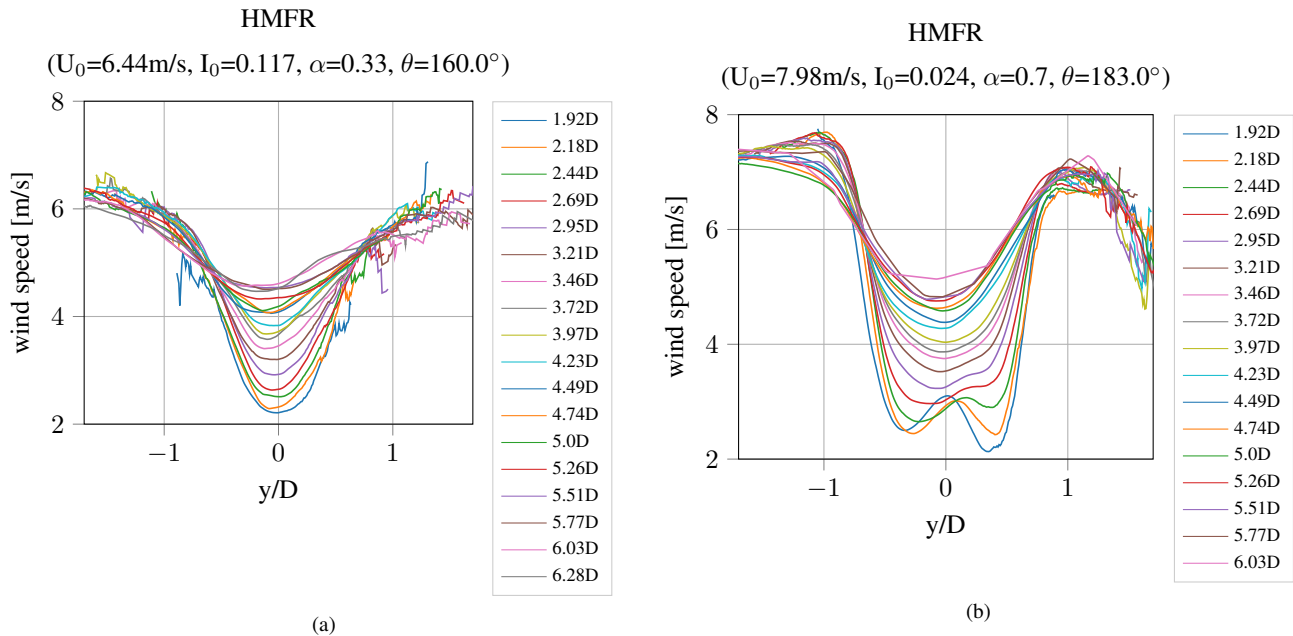 HMFR
(U₀=6.44m/s, I₀=0.117, α=0.33, θ=160.0°)
wind speed [m/s]
8
6
4
2
−1
0
1
y/D
1.92D
2.18D
2.44D
2.69D
2.95D
3.21D
3.46D
3.72D
3.97D
4.23D
4.49D
4.74D
5.0D
5.26D
5.51D
5.77D
6.03D
6.28D
(a)
HMFR
(U₀=7.98m/s, I₀=0.024, α=0.7, θ=183.0°)
wind speed [m/s]
8
6
4
2
−1
0
1
y/D
1.92D
2.18D
2.44D
2.69D
2.95D
3.21D
3.46D
3.72D
3.97D
4.23D
4.49D
4.74D
5.0D
5.26D
5.51D
5.77D
6.03D
(b)